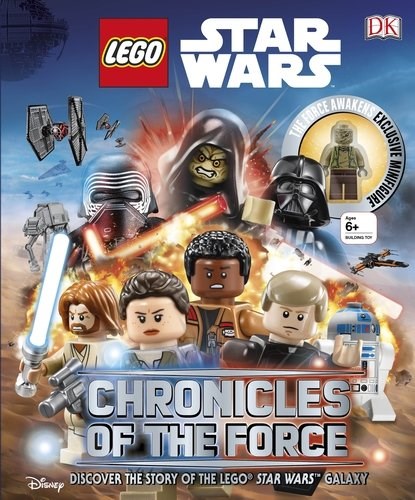 LEGO
STAR
WARS™
DK
THE FORCE AWAKENS
EXCLUSIVE MINIFIGURE
Ages
6+
BUILDING TOY
CHRONICLES
OF THE FORCE
DISNEY
DISCOVER THE STORY OF THE LEGO® STAR WARS™ GALAXY